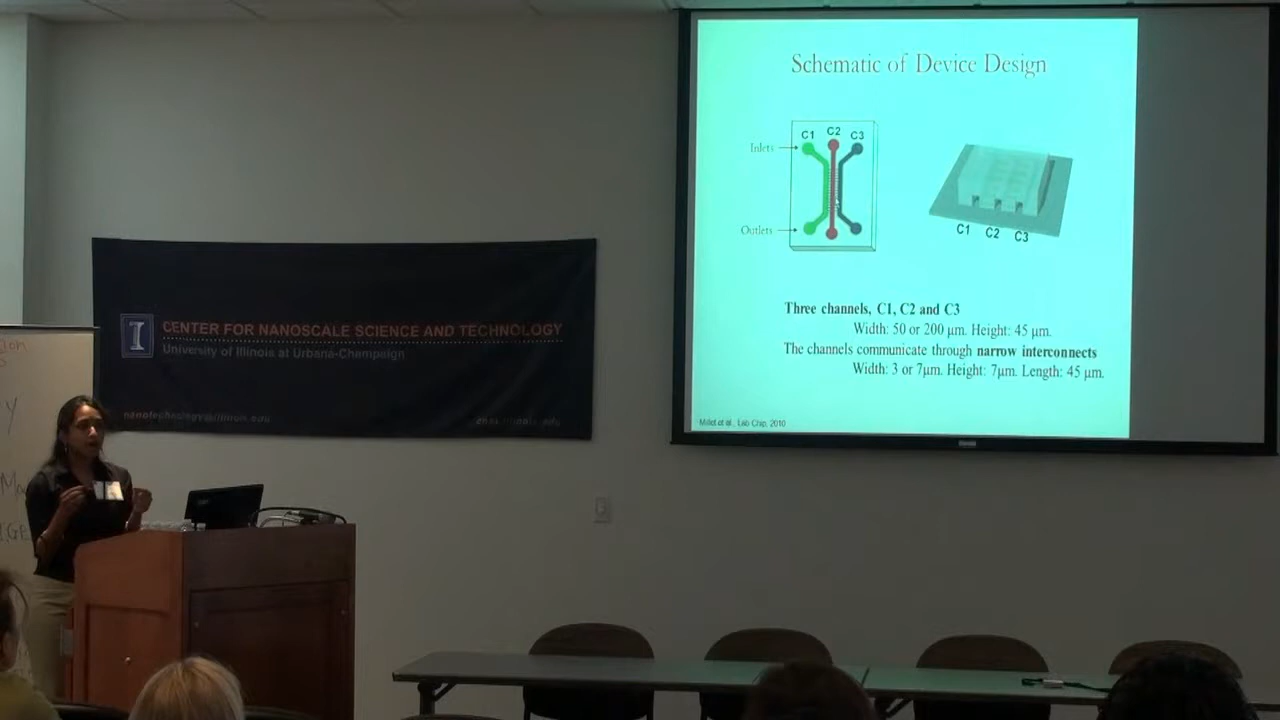 Schematic of Device Design
C1 C2 C3
Inlets
Outlets
C1 C2 C3
Three channels, C1, C2 and C3
Width: 50 or 200 µm. Height: 45 µm.
The channels communicate through narrow interconnects
Width: 3 or 7µm. Height: 7µm. Length: 45 µm.
Millet et al., Lab Chip, 2010
I
CENTER FOR NANOSCALE SCIENCE AND TECHNOLOGY
University of Illinois at Urbana-Champaign
nanotechnology@illinois.edu
Y